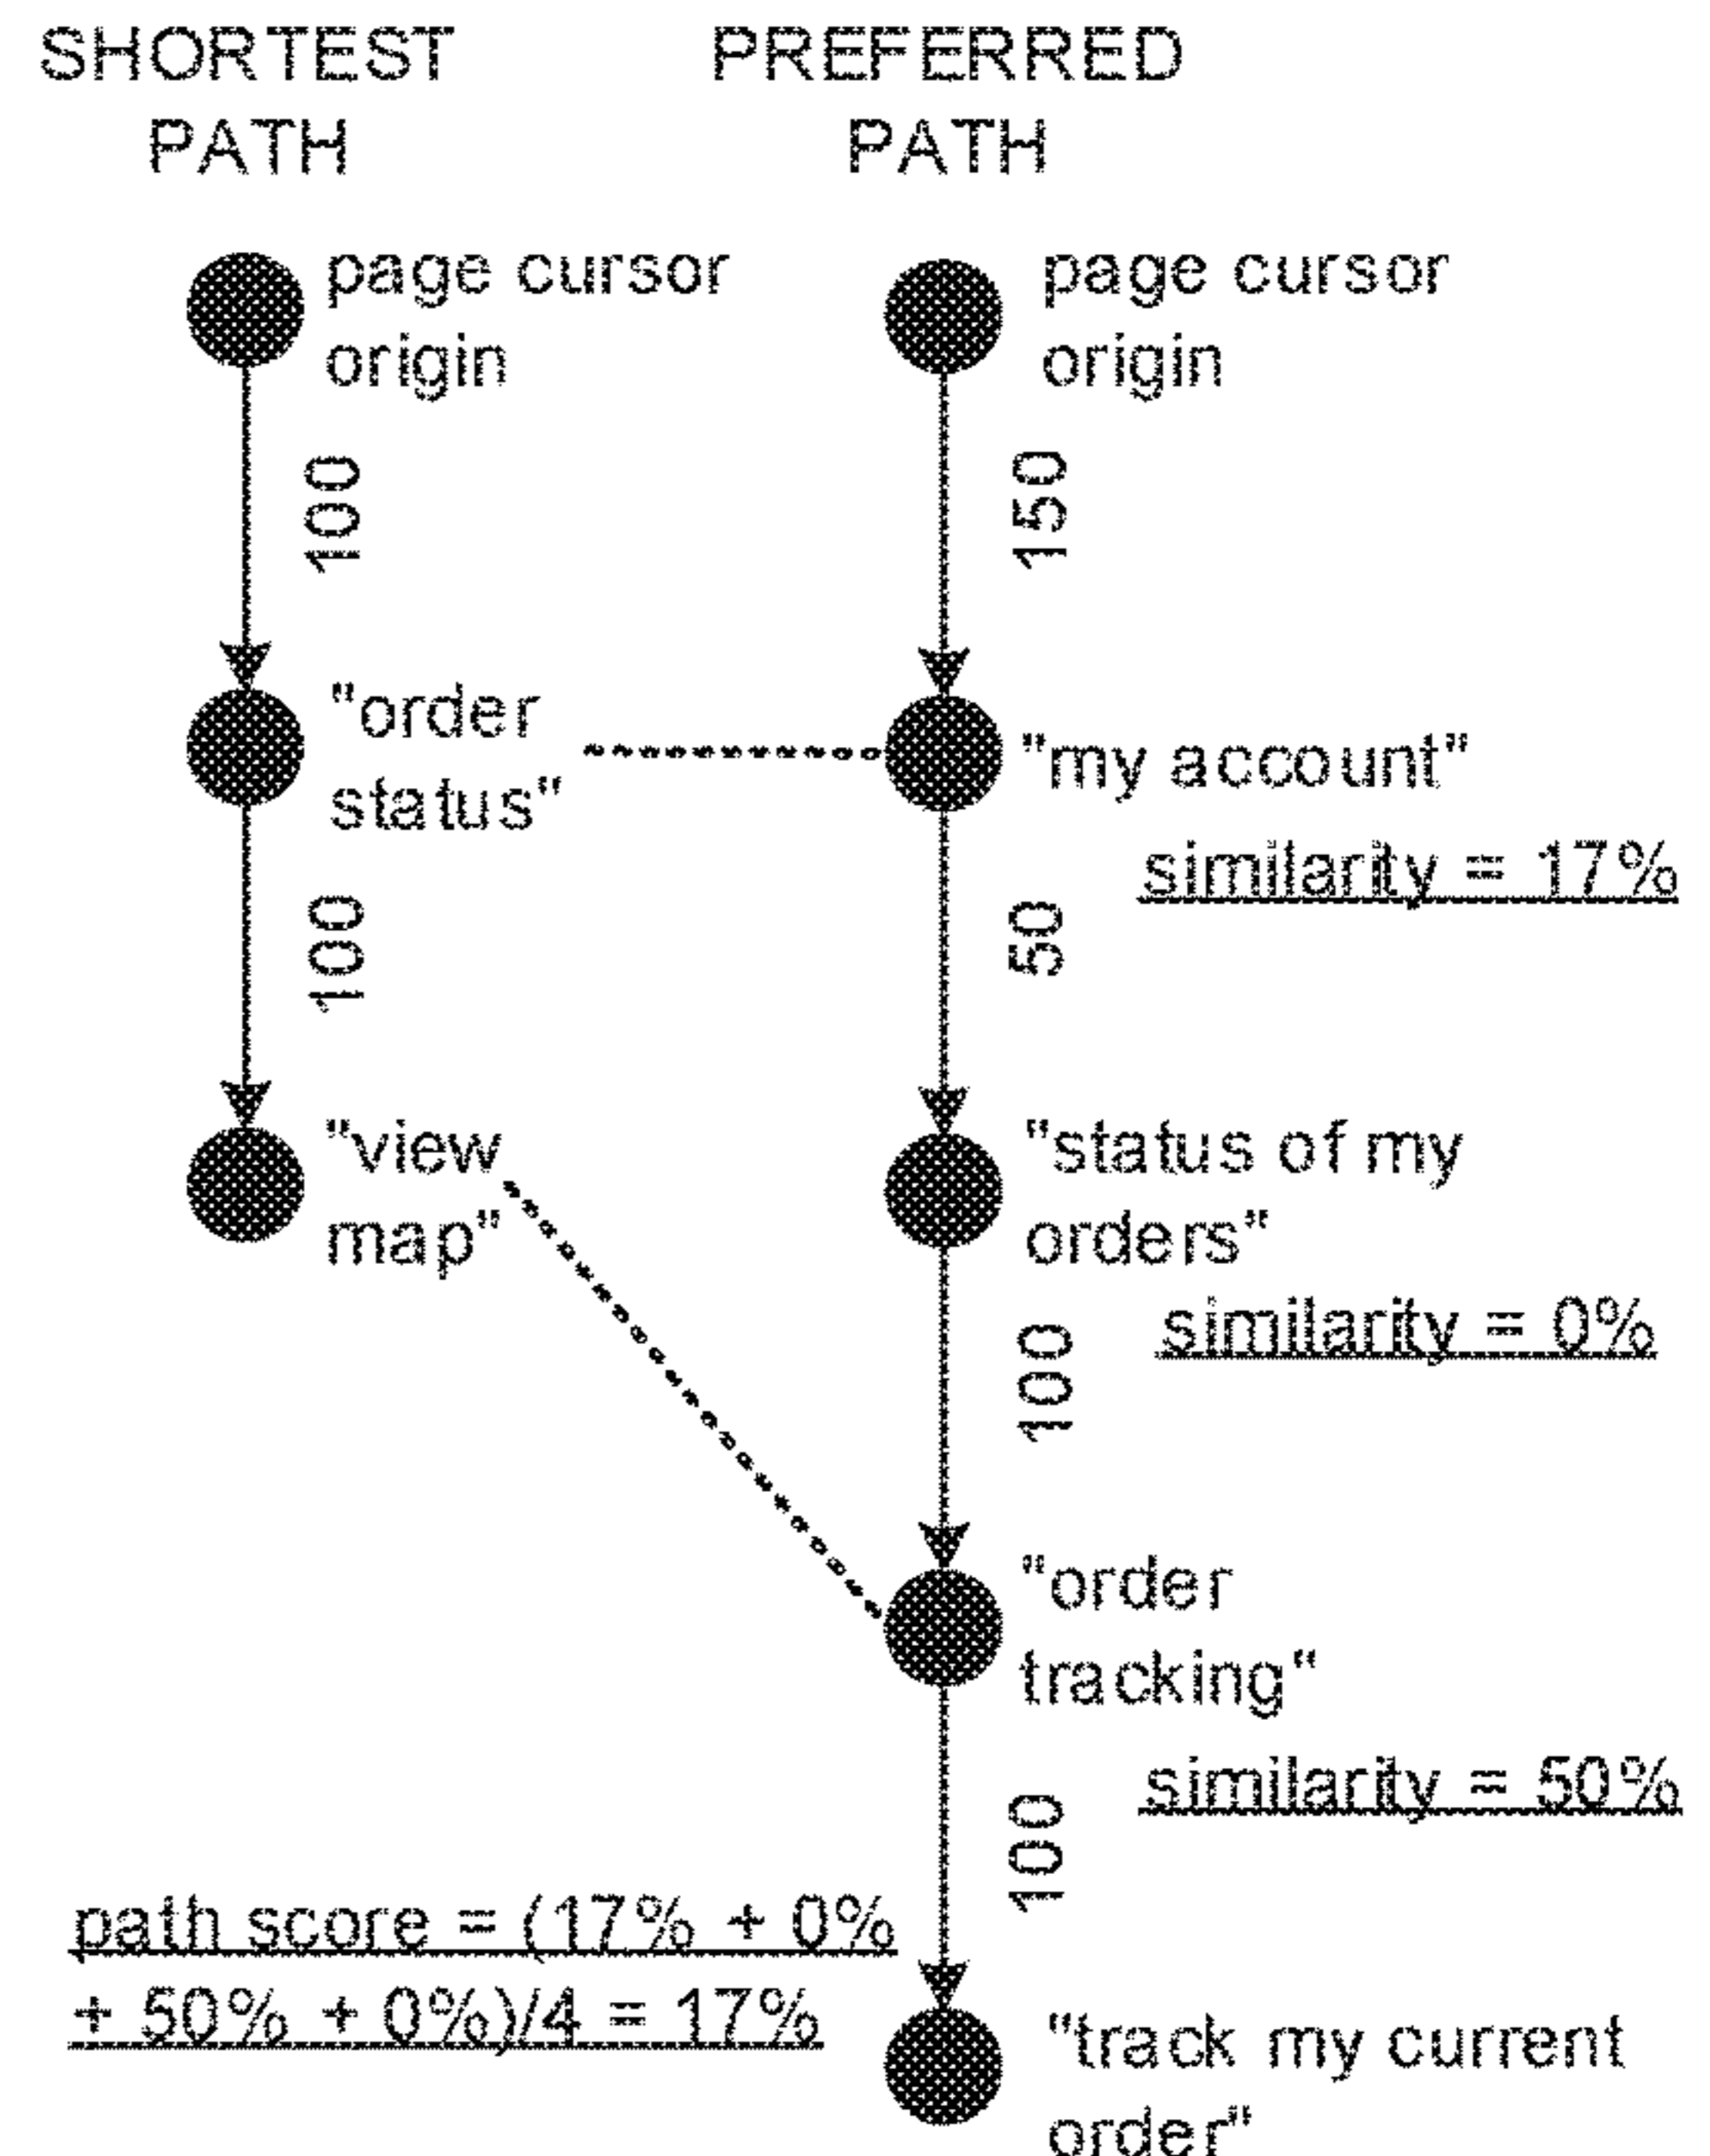 SHORTEST
PATH
PREFERRED
PATH
page cursor
origin
page cursor
origin
100
150
"order
status"
"my account"
similarity = 17%
100
50
"view
map"
"status of my
orders"
similarity = 0%
100
"order
tracking"
similarity = 50%
100
path score = (17% + 0%
+ 50% + 0%)/4 = 17%
"track my current
order"